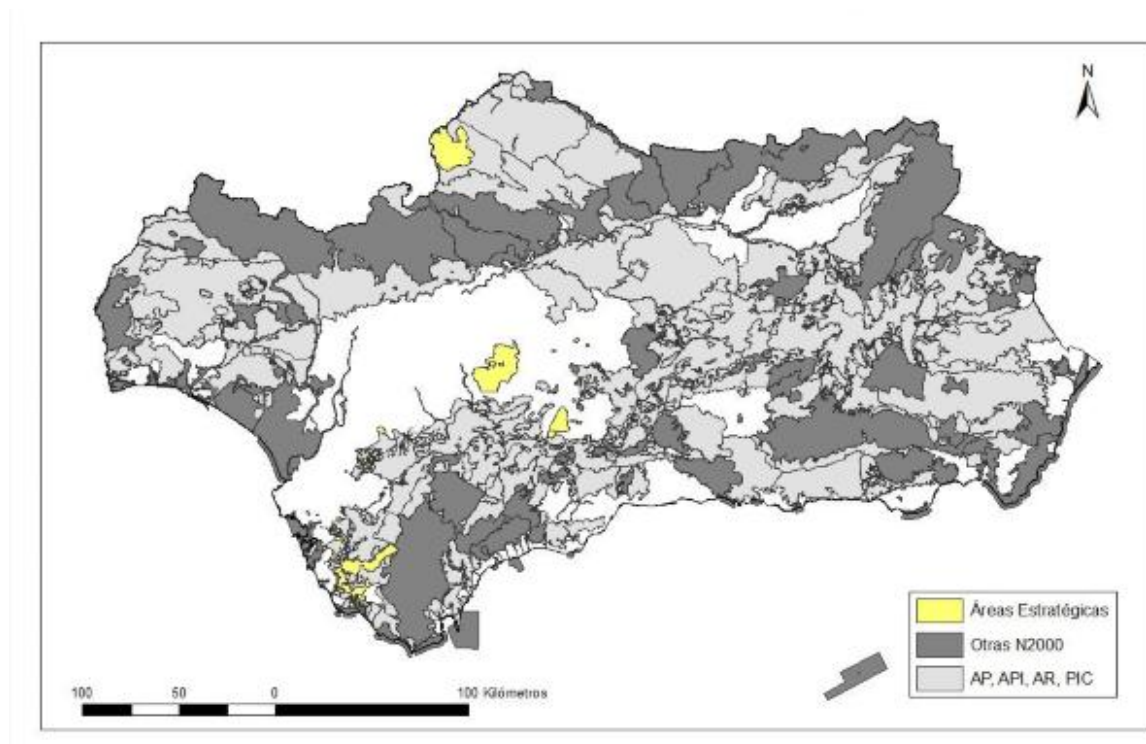 N
Áreas Estratégicas
Otras N2000
AP, API, AR, PIC
100 50 0 100 Kilómetros